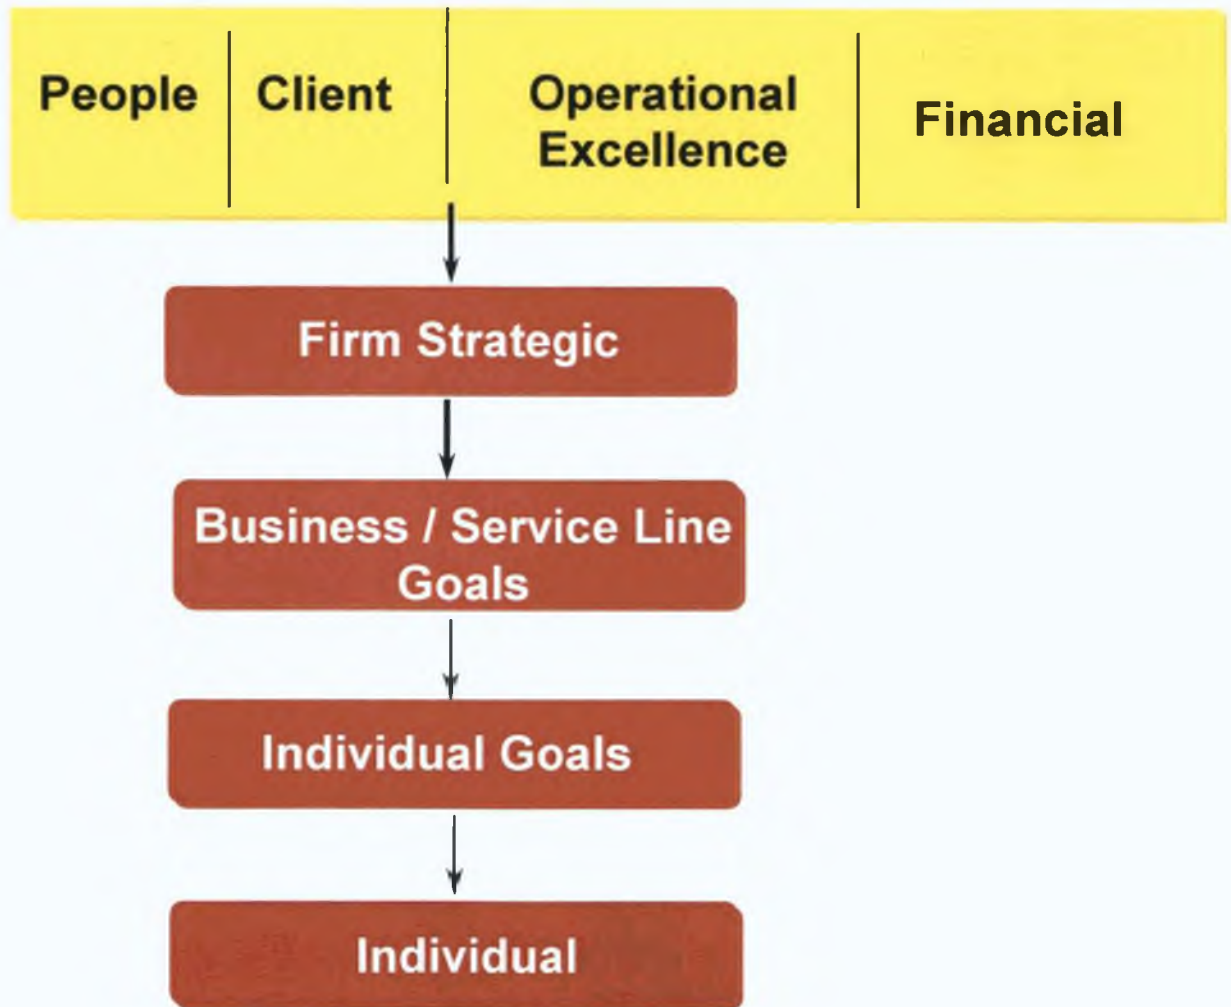 People
Client
Operational
Excellence
Financial
Firm Strategic
Business / Service Line
Goals
Individual Goals
Individual